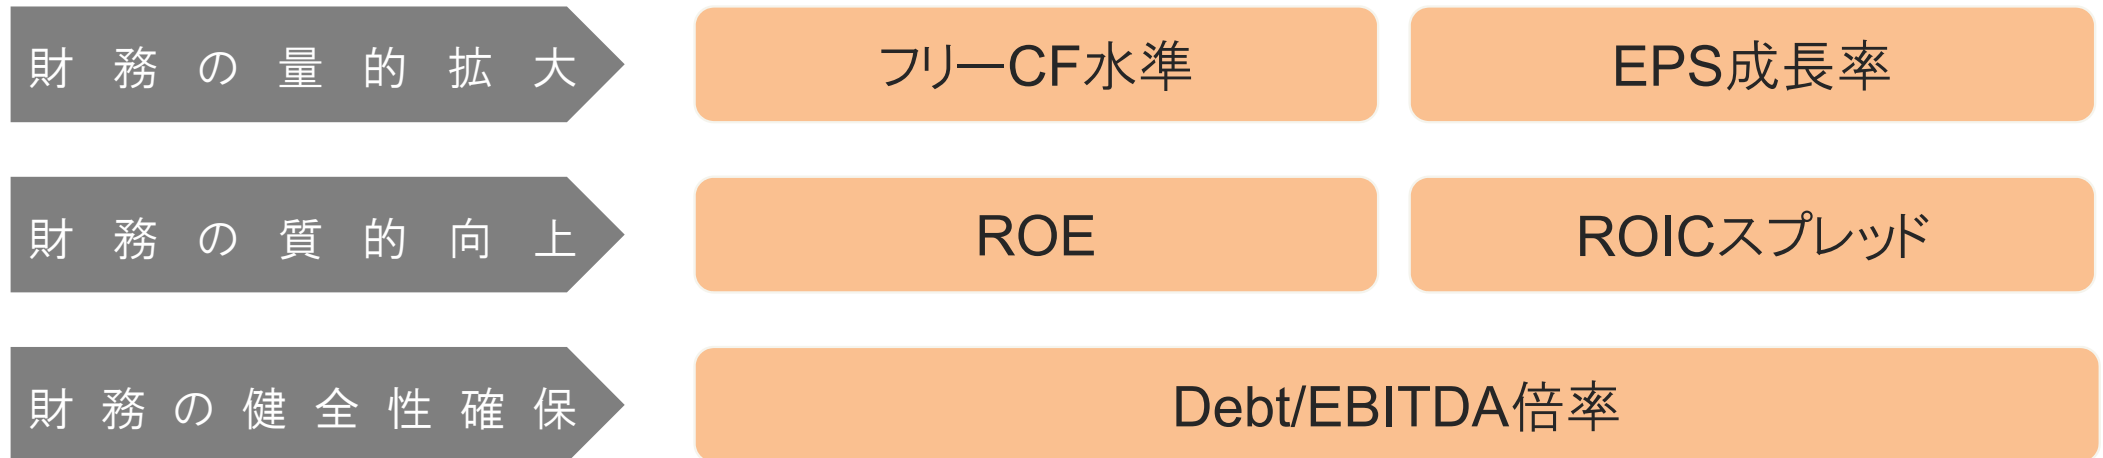 財務の量的拡大
フリーCF水準
EPS成長率
財務の質的向上
ROE
ROICスプレッド
財務の健全性確保
Debt/EBITDA倍率